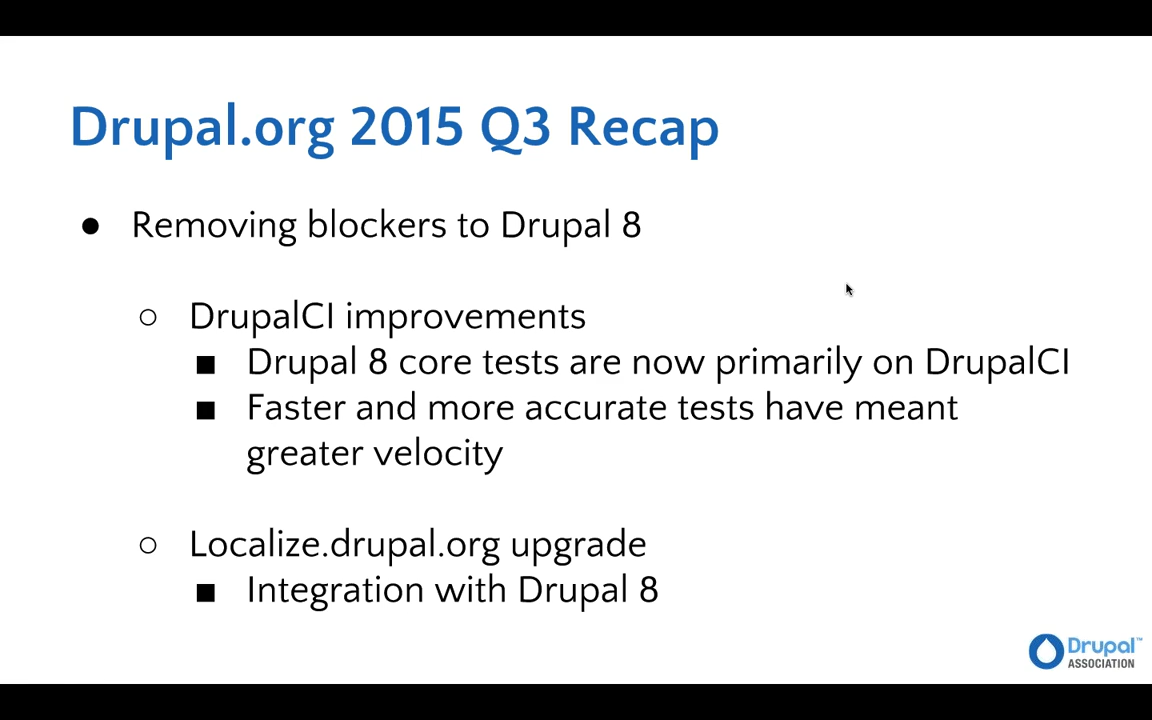 Drupal.org 2015 Q3 Recap
● Removing blockers to Drupal 8
○ DrupalCI improvements
■ Drupal 8 core tests are now primarily on DrupalCI
■ Faster and more accurate tests have meant
greater velocity
○ Localize.drupal.org upgrade
■ Integration with Drupal 8
Drupal™
ASSOCIATION